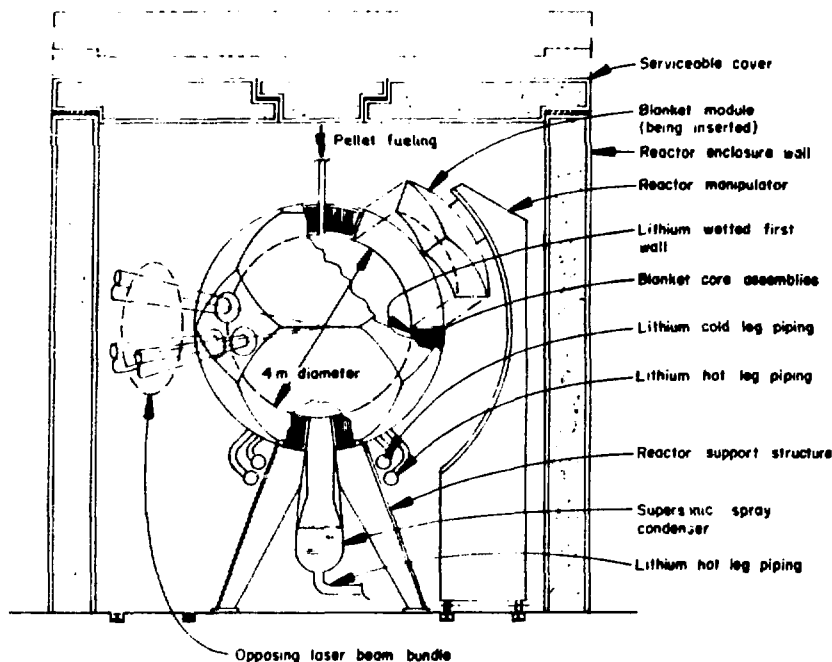 Serviceable cover
Blanket module
(being inserted)
Pellet fueling
Reactor enclosure wall
Reactor manipulator
Lithium wetted first
wall
Blanket core assemblies
Lithium cold leg piping
4 m diameter
Lithium hot leg piping
Reactor support structure
Supersonic spray
condenser
Lithium hot leg piping
Opposing laser beam bundle